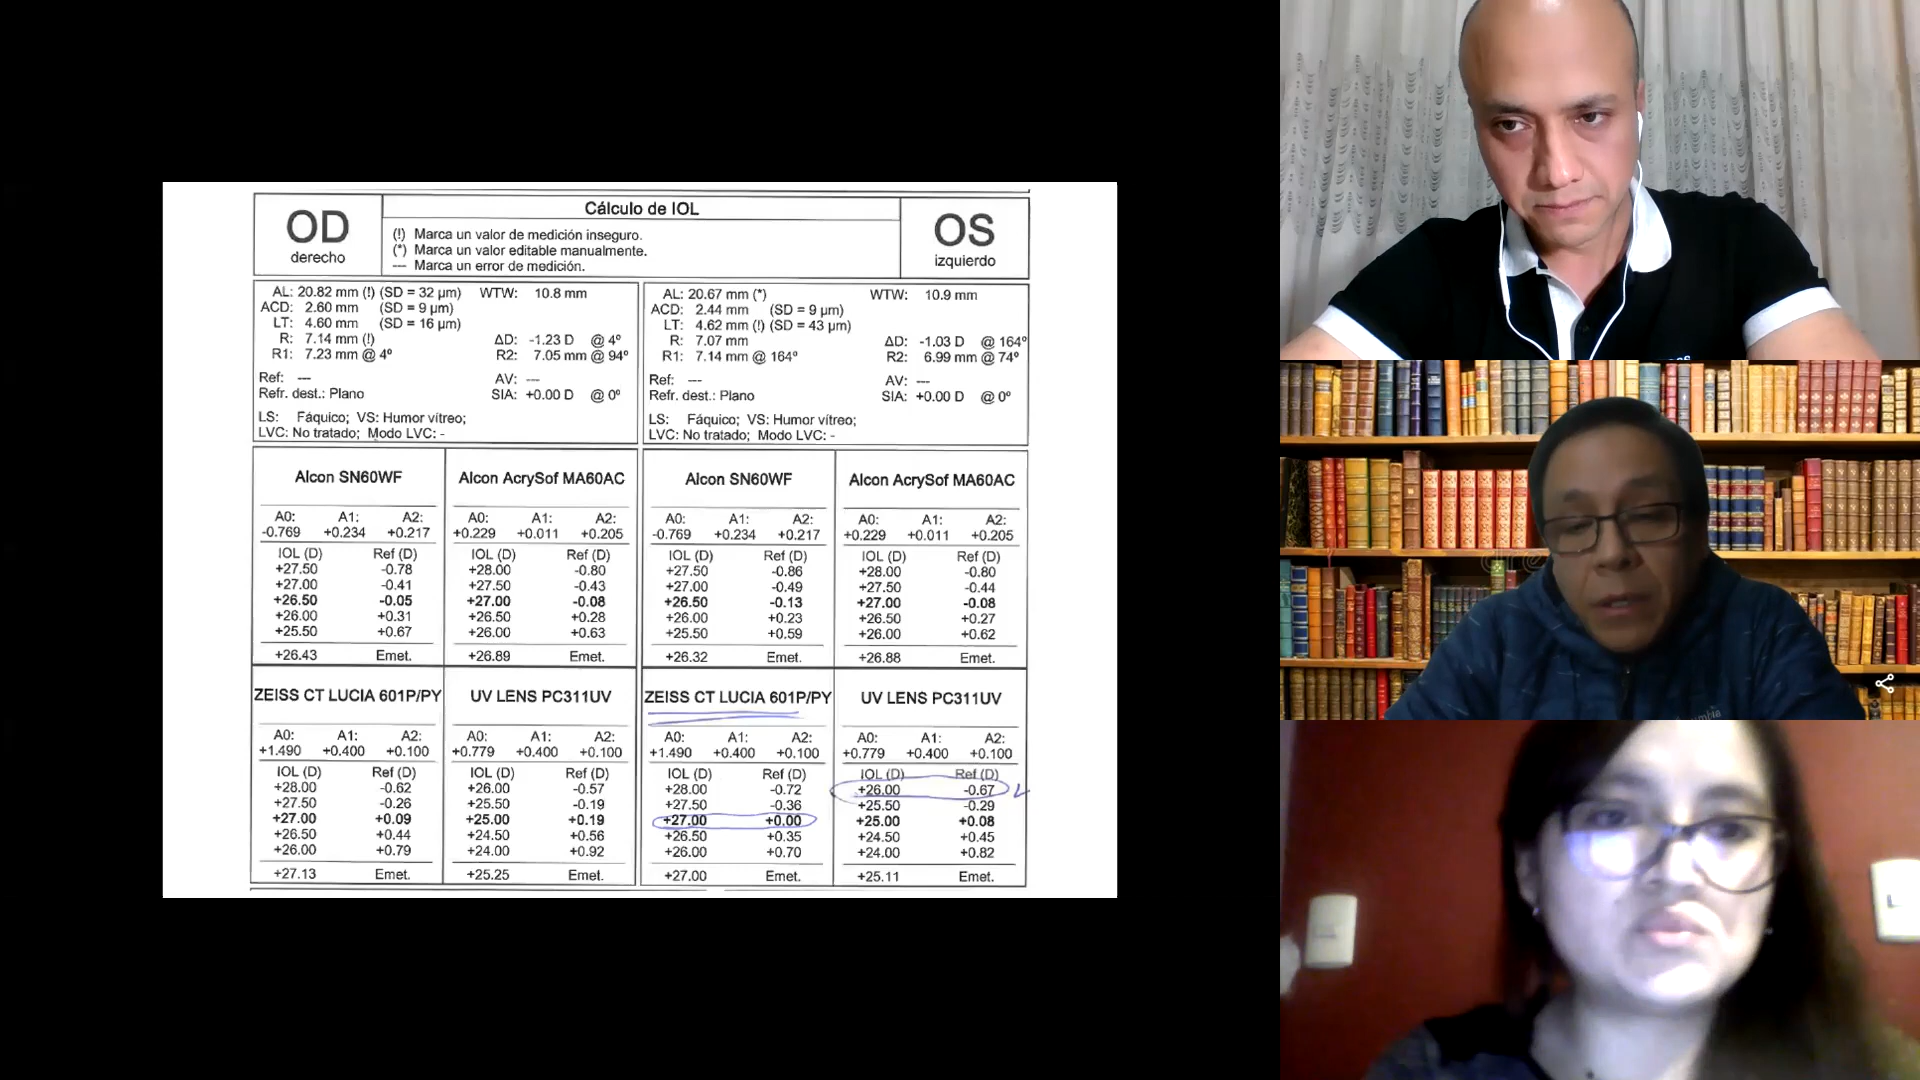 OD
derecho
Cálculo de IOL
(!) Marca un valor de medición inseguro.
(*) Marca un valor editable manualmente.
--- Marca un error de medición.
OS
izquierdo
AL: 20.82 mm (!) (SD = 32 µm) WTW: 10.8 mm
ACD: 2.60 mm (SD = 9 µm)
LT: 4.60 mm (SD = 16 µm)
R: 7.14 mm (!) ΔD: -1.23 D @ 4º
R1: 7.23 mm @ 4º R2: 7.05 mm @ 94º
Ref: --- AV: ---
Refr. dest.: Plano SIA: +0.00 D @ 0º
LS: Fáquico; VS: Humor vítreo;
LVC: No tratado; Modo LVC: -
AL: 20.67 mm (*) WTW: 10.9 mm
ACD: 2.44 mm (SD = 9 µm)
LT: 4.62 mm (!) (SD = 43 µm)
R: 7.07 mm ΔD: -1.03 D @ 164º
R1: 7.14 mm @ 164º R2: 6.99 mm @ 74º
Ref: --- AV: ---
Refr. dest.: Plano SIA: +0.00 D @ 0º
LS: Fáquico; VS: Humor vítreo;
LVC: No tratado; Modo LVC: -
Alcon SN60WF
A0: A1: A2:
-0.769 +0.234 +0.217
IOL (D) Ref (D)
+27.50 -0.78
+27.00 -0.41
+26.50 -0.05
+26.00 +0.31
+25.50 +0.67
+26.43 Emet.
Alcon AcrySof MA60AC
A0: A1: A2:
+0.229 +0.011 +0.205
IOL (D) Ref (D)
+28.00 -0.80
+27.50 -0.43
+27.00 -0.08
+26.50 +0.28
+26.00 +0.63
+26.89 Emet.
Alcon SN60WF
A0: A1: A2:
-0.769 +0.234 +0.217
IOL (D) Ref (D)
+27.50 -0.86
+27.00 -0.49
+26.50 -0.13
+26.00 +0.23
+25.50 +0.59
+26.32 Emet.
Alcon AcrySof MA60AC
A0: A1: A2:
+0.229 +0.011 +0.205
IOL (D) Ref (D)
+28.00 -0.80
+27.50 -0.44
+27.00 -0.08
+26.50 +0.27
+26.00 +0.62
+26.88 Emet.
ZEISS CT LUCIA 601P/PY
A0: A1: A2:
+1.490 +0.400 +0.100
IOL (D) Ref (D)
+28.00 -0.62
+27.50 -0.26
+27.00 +0.09
+26.50 +0.44
+26.00 +0.79
+27.13 Emet.
UV LENS PC311UV
A0: A1: A2:
+0.779 +0.400 +0.100
IOL (D) Ref (D)
+26.00 -0.57
+25.50 -0.19
+25.00 +0.19
+24.50 +0.56
+24.00 +0.92
+25.25 Emet.
ZEISS CT LUCIA 601P/PY
A0: A1: A2:
+1.490 +0.400 +0.100
IOL (D) Ref (D)
+28.00 -0.72
+27.50 -0.36
+27.00 +0.00
+26.50 +0.35
+26.00 +0.70
+27.00 Emet.
UV LENS PC311UV
A0: A1: A2:
+0.779 +0.400 +0.100
IOL (D) Ref (D)
+26.00 -0.67
+25.50 -0.29
+25.00 +0.08
+24.50 +0.45
+24.00 +0.82
+25.11 Emet.